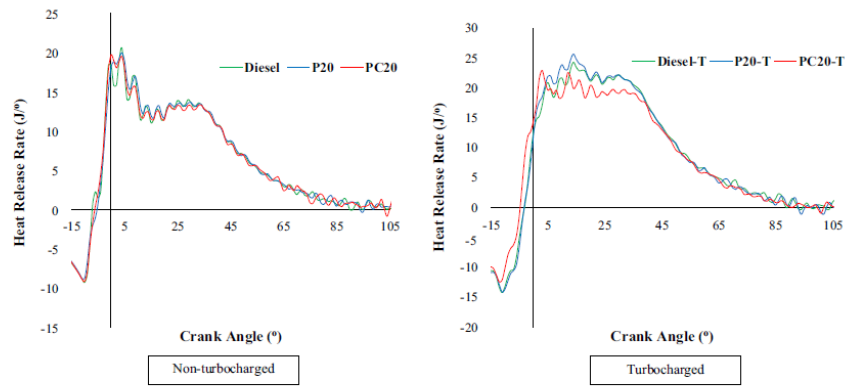 25
20
Diesel P20 PC20
15
10
5
0
-15 5 25 45 65 85 105
-5
-10
-15
Heat Release Rate (J/º)
Crank Angle (º)
Non-turbocharged
30
25
Diesel-T P20-T PC20-T
20
15
10
5
0
-15 5 25 45 65 85 105
-5
-10
-15
-20
Heat Release Rate (J/º)
Crank Angle (º)
Turbocharged